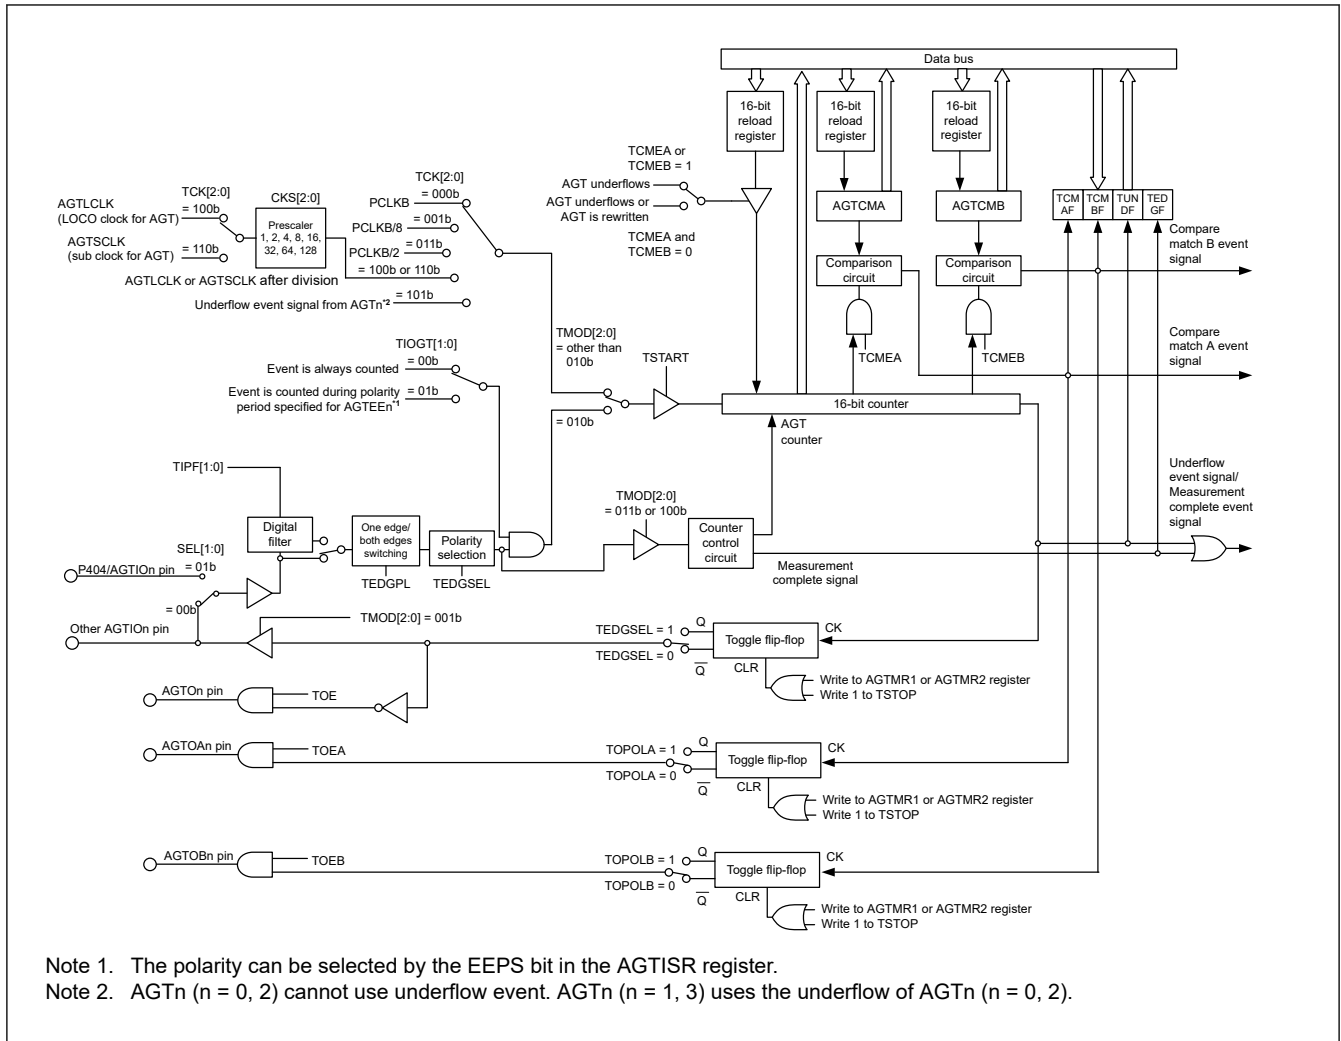 Data bus
16-bit
reload
register
16-bit
reload
register
16-bit
reload
register
TCMEA or
TCMEB = 1
AGT underflows
AGT underflows or
AGT is rewritten
TCMEA and
TCMEB = 0
AGTCMA
AGTCMB
TCM
AF
TCM
BF
TUN
DF
TED
GF
Comparison
circuit
Comparison
circuit
TCMEA
TCMEB
Compare
match B event
signal
Compare
match A event
signal
Underflow
event signal/
Measurement
complete event
signal
AGTLCLK
(LOCO clock for AGT)
TCK[2:0]
= 100b
AGTSCLK
(sub clock for AGT)
= 110b
CKS[2:0]
Prescaler
1, 2, 4, 8, 16,
32, 64, 128
TCK[2:0]
PCLKB
= 000b
PCLKB/8
= 001b
PCLKB/2
= 011b
AGTLCLK or AGTSCLK after division
= 100b or 110b
Underflow event signal from AGTn*2
= 101b
TIOGT[1:0]
Event is always counted
= 00b
Event is counted during polarity
period specified for AGTEEn*1
= 01b
TMOD[2:0]
= other than
010b
= 010b
TSTART
16-bit counter
AGT
counter
TIPF[1:0]
Digital
filter
One edge/
both edges
switching
Polarity
selection
TEDGPL
TEDGSEL
TMOD[2:0]
= 011b or 100b
Counter
control
circuit
Measurement
complete signal
SEL[1:0]
P404/AGTIOn pin
= 01b
= 00b
Other AGTIOn pin
TMOD[2:0] = 001b
TEDGSEL = 1
TEDGSEL = 0
Q
Q
Toggle flip-flop
CK
CLR
Write to AGTMR1 or AGTMR2 register
Write 1 to TSTOP
AGTOn pin
TOE
AGTOAn pin
TOEA
TOPOLA = 1
TOPOLA = 0
Q
Q
Toggle flip-flop
CK
CLR
Write to AGTMR1 or AGTMR2 register
Write 1 to TSTOP
AGTOBn pin
TOEB
TOPOLB = 1
TOPOLB = 0
Q
Q
Toggle flip-flop
CK
CLR
Write to AGTMR1 or AGTMR2 register
Write 1 to TSTOP
Note 1. The polarity can be selected by the EEPS bit in the AGTISR register.
Note 2. AGTn (n = 0, 2) cannot use underflow event. AGTn (n = 1, 3) uses the underflow of AGTn (n = 0, 2).